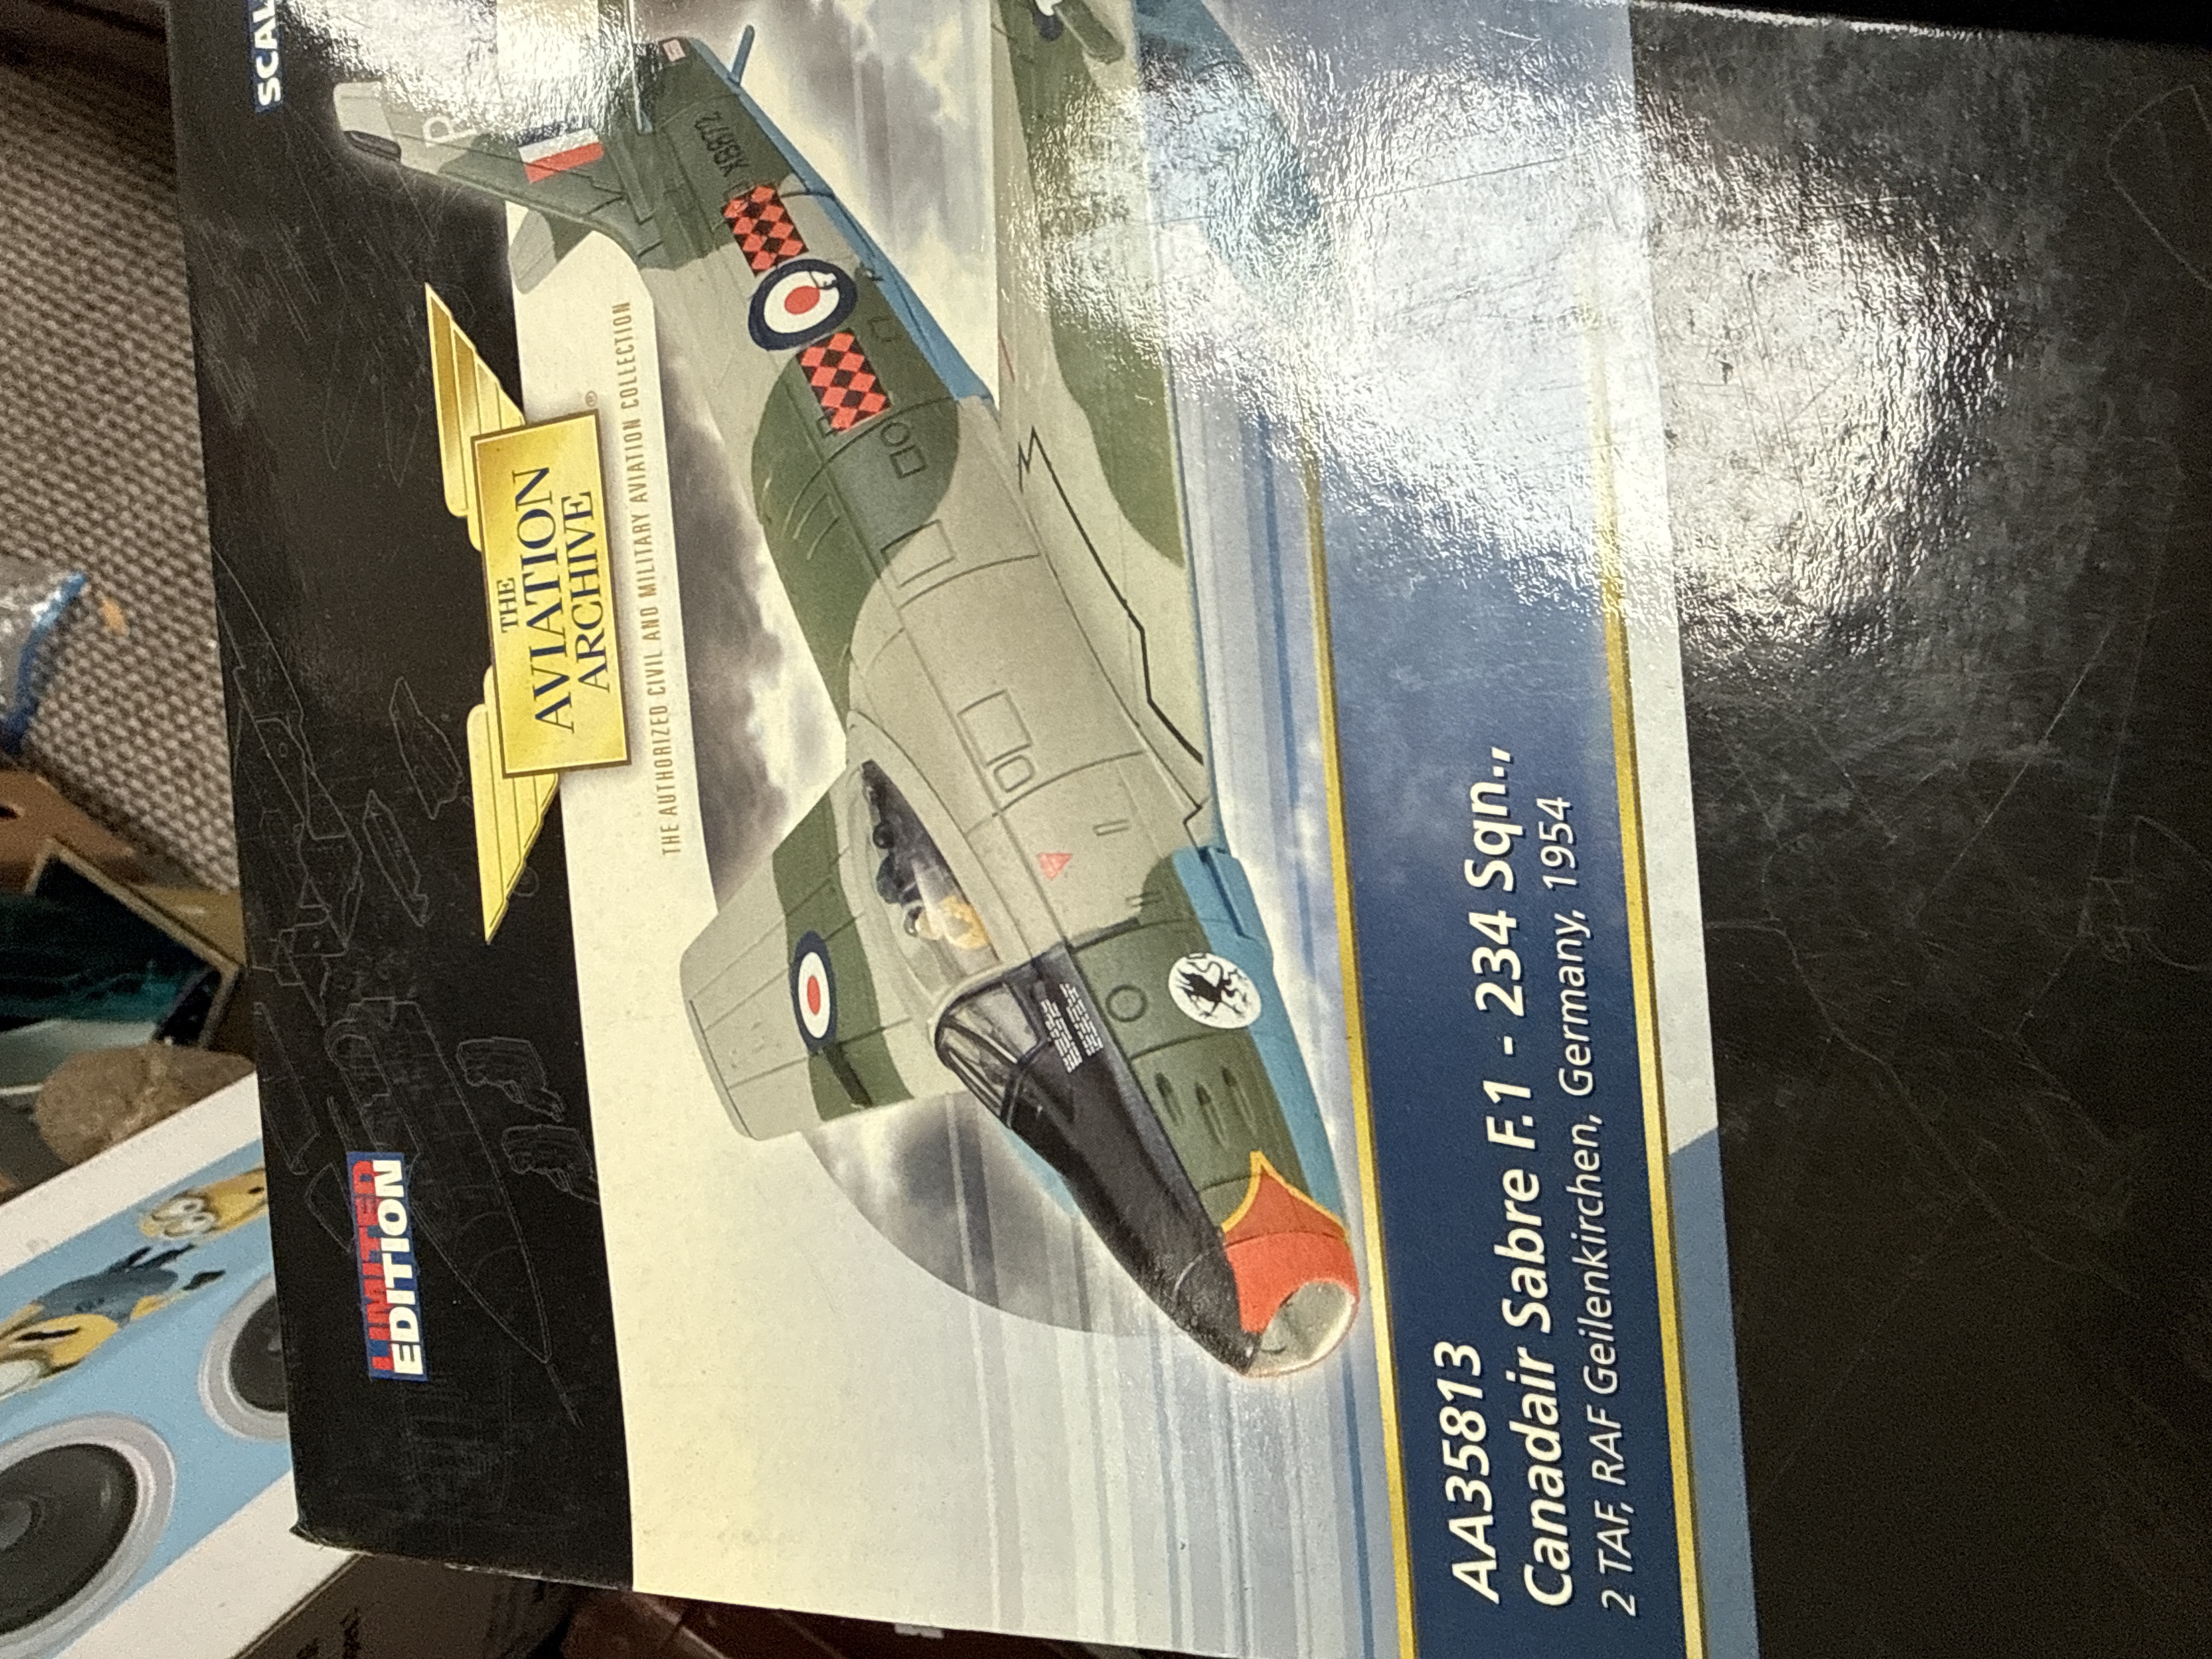 SCAL
LIMITED
EDITION
THE
AVIATION
ARCHIVE
®
THE AUTHORIZED CIVIL AND MILITARY AVIATION COLLECTION
P
AA35813
Canadair Sabre F.1 - 234 Sqn.,
2 TAF, RAF Geilenkirchen, Germany, 1954